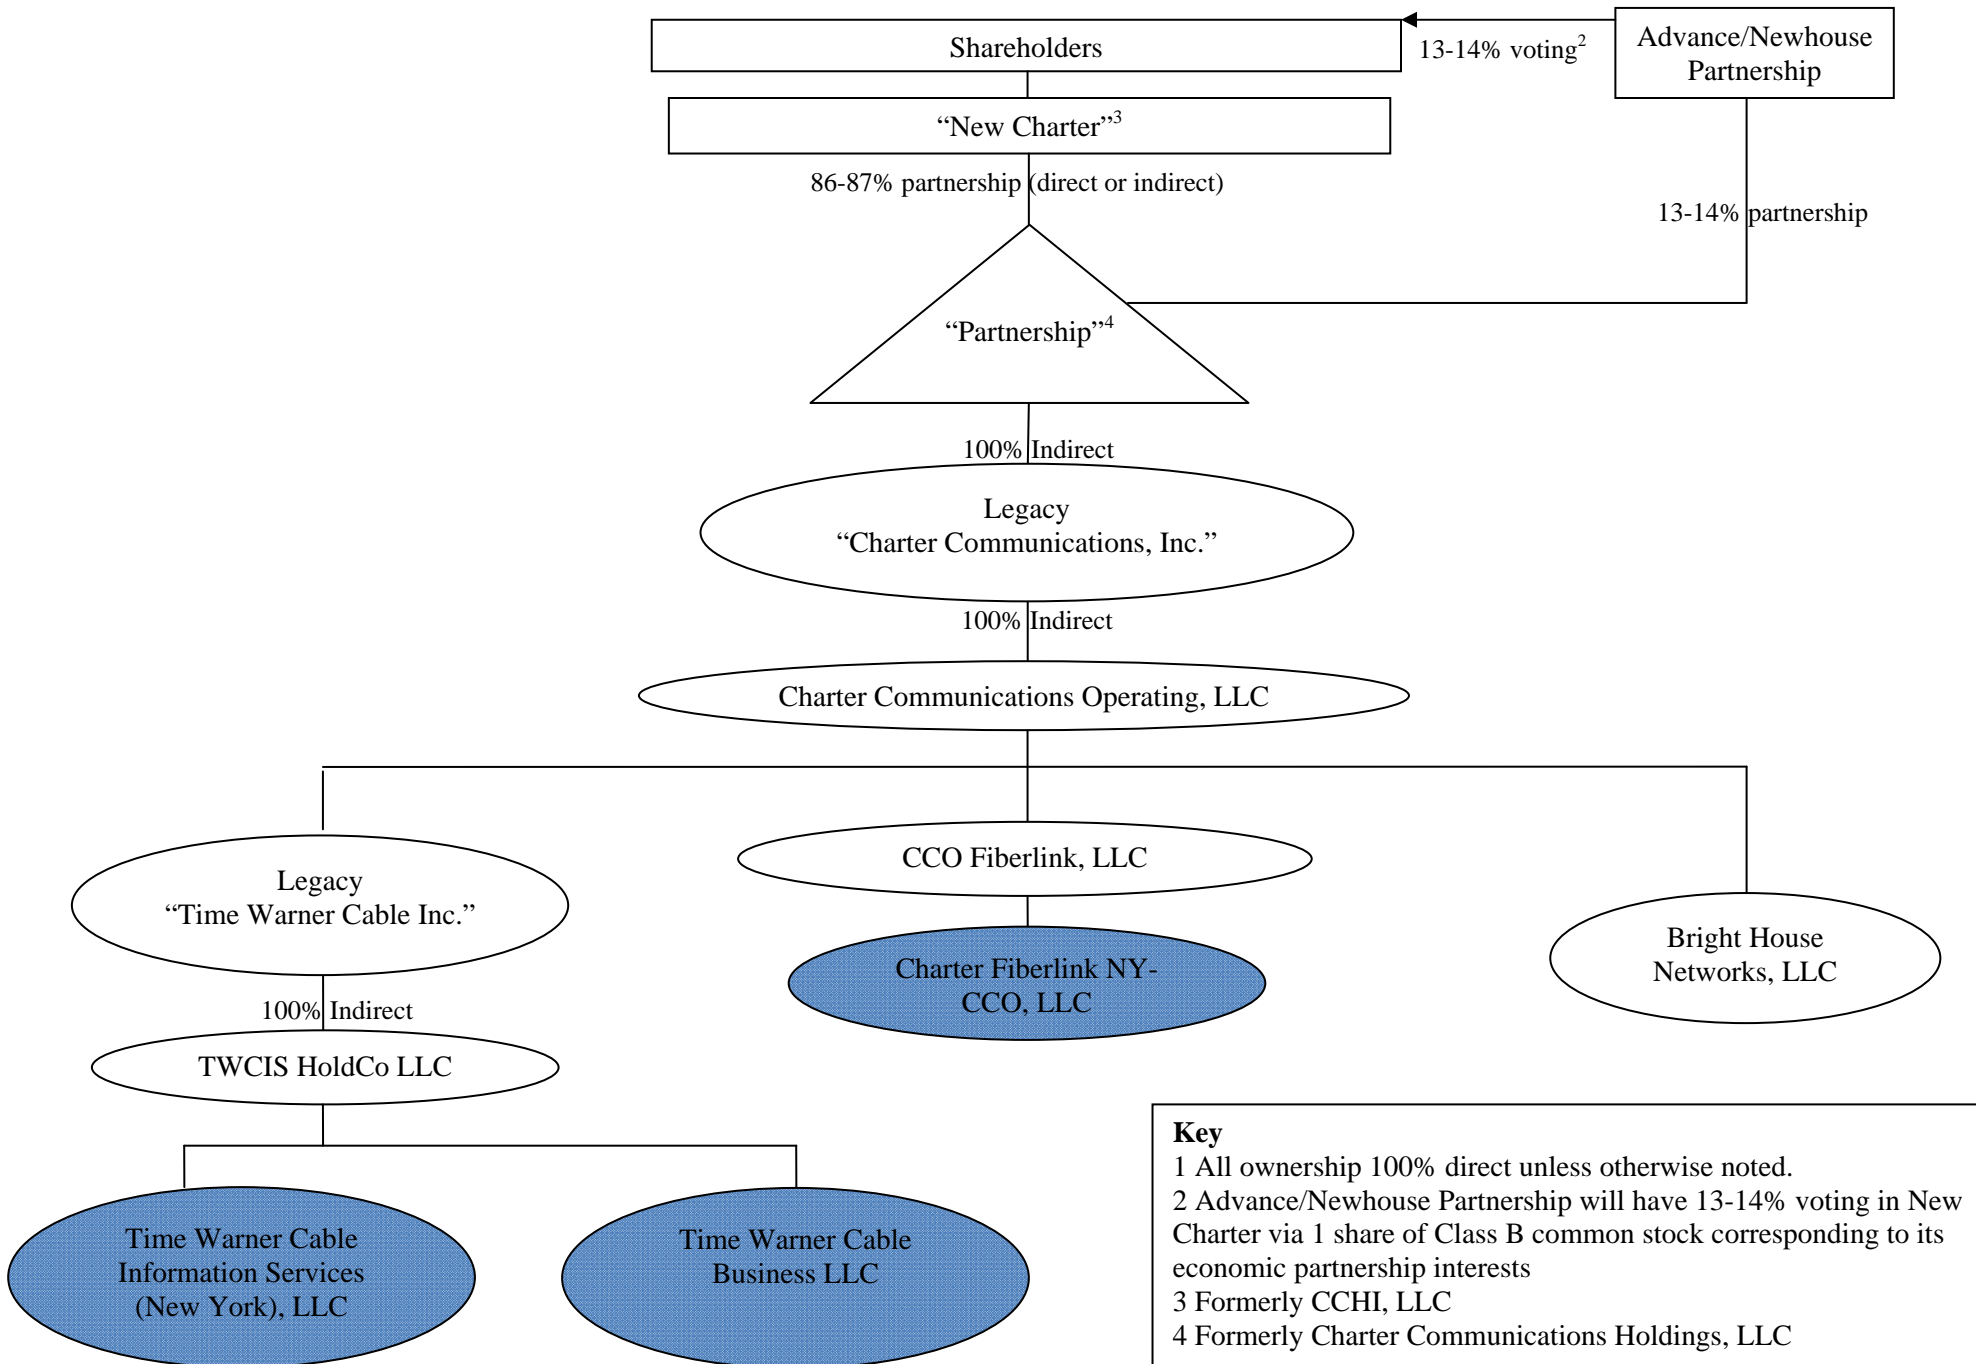 Shareholders
13-14% voting2
Advance/Newhouse
Partnership
“New Charter”3
86-87% partnership (direct or indirect)
13-14% partnership
“Partnership”4
100% Indirect
Legacy
“Charter Communications, Inc.”
100% Indirect
Charter Communications Operating, LLC
Legacy
“Time Warner Cable Inc.”
CCO Fiberlink, LLC
Charter Fiberlink NY-
CCO, LLC
Bright House
Networks, LLC
100% Indirect
TWCIS HoldCo LLC
Time Warner Cable
Information Services
(New York), LLC
Time Warner Cable
Business LLC
Key
1 All ownership 100% direct unless otherwise noted.
2 Advance/Newhouse Partnership will have 13-14% voting in New
Charter via 1 share of Class B common stock corresponding to its
economic partnership interests
3 Formerly CCHI, LLC
4 Formerly Charter Communications Holdings, LLC